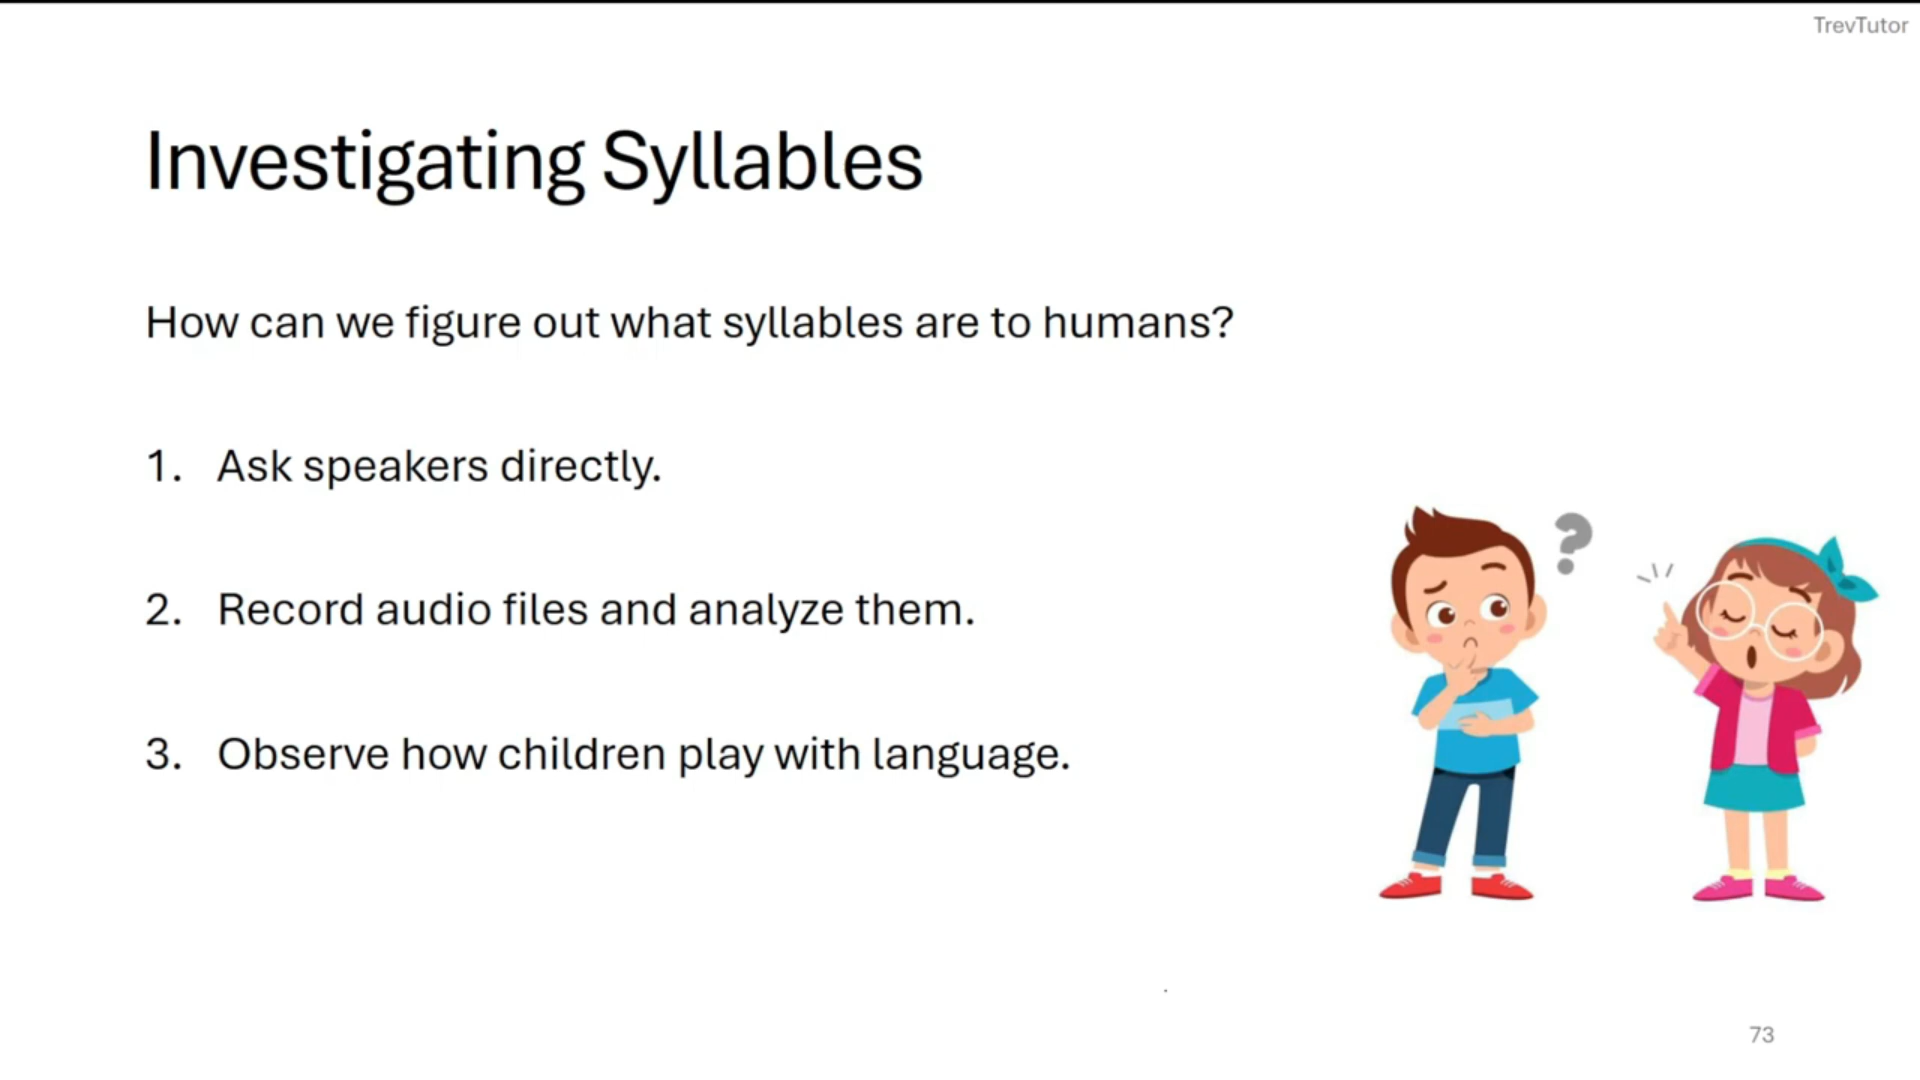 TrevTutor
Investigating Syllables
How can we figure out what syllables are to humans?
1. Ask speakers directly.
2. Record audio files and analyze them.
3. Observe how children play with language.
?
73